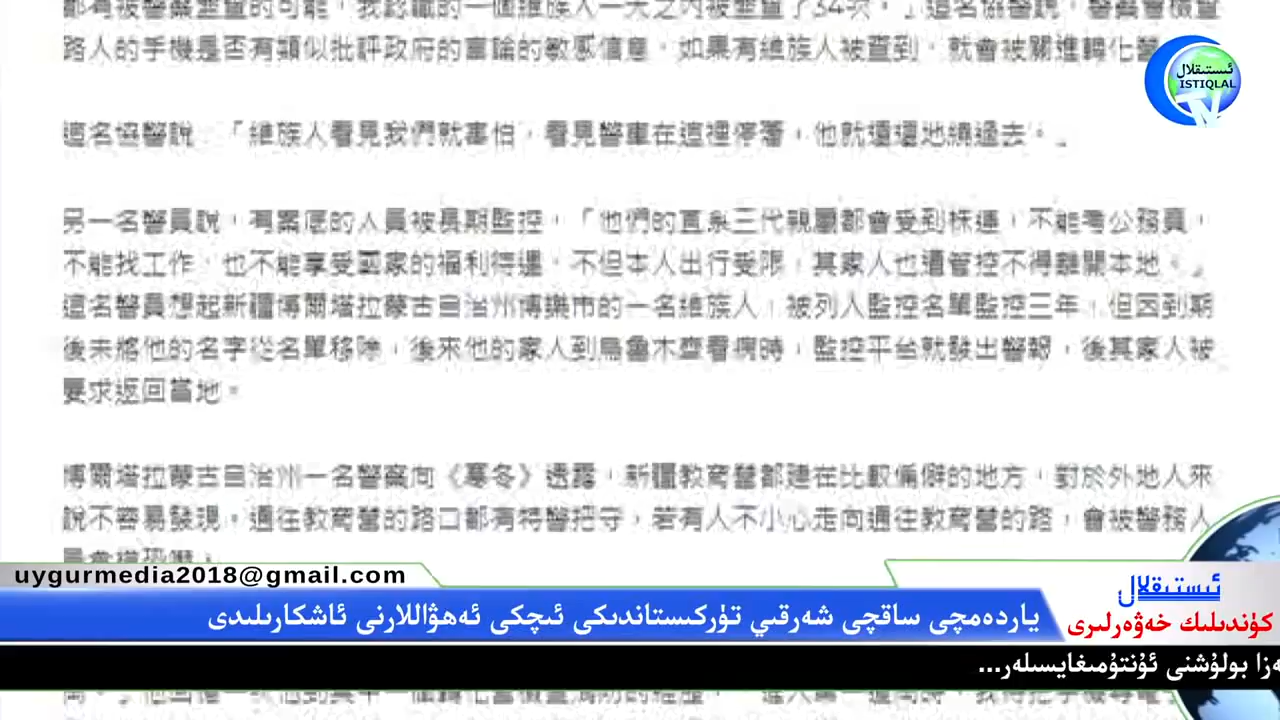 都有被警察盤查的可能，我認識的一個維族人一天之內被盤查了34次。」這名協警說，警察會檢查
路人的手機是否有類似批評政府的言論的敏感信息，如果有維族人被查到，就會被關進轉化營
這名協警說：「維族人看見我們就害怕，看見警車在這裡停著，他就遠遠地繞過去。」
另一名警員說，有案底的人員被長期監控，「他們的直系三代親屬都會受到株連，不能考公務員，
不能找工作，也不能享受國家的福利待遇，不但本人出行受限，其家人也遭管控不得離開本地。」
這名警員想起新疆博爾塔拉蒙古自治州博樂市的一名維族人，被列入監控名單監控三年，但因到期
後未將他的名字從名單移除，後來他的家人到烏魯木齊看病時，監控平台就發出警報，後其家人被
要求返回當地。
博爾塔拉蒙古自治州一名警察向《寒冬》透露，新疆教育營都建在比較偏僻的地方，對於外地人來
說不容易發現。通往教育營的路口都有特警把守，若有人不小心走向通往教育營的路，會被警務人
ئىستىقلال
ISTIQLAL
TV
uygurmedia2018@gmail.com
ئىستىقلال
كۈندىلىك خەۋەرلىرى
ياردەمچى ساقچى شەرقىي تۈركىستاندىكى ئىچكى ئەھۋاللارنى ئاشكارىلىدى
ەزا بولۇشنى ئۇنتۇمىغايسىلەر...